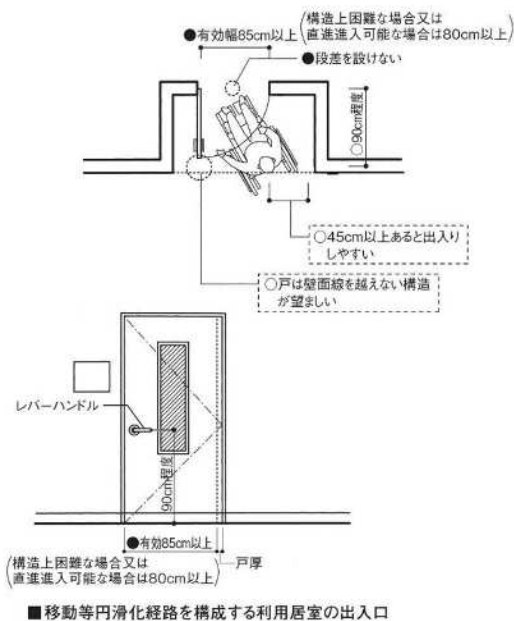 ●有効幅85cm以上
(構造上困難な場合又は
直進進入可能な場合は80cm以上)
●段差を設けない
○90cm程度
○45cm以上あると出入り
しやすい
○戸は壁面線を越えない構造
が望ましい
レバーハンドル
90cm程度
●有効85cm以上
戸厚
(構造上困難な場合又は
直進進入可能な場合は80cm以上)
■移動等円滑化経路を構成する利用居室の出入口